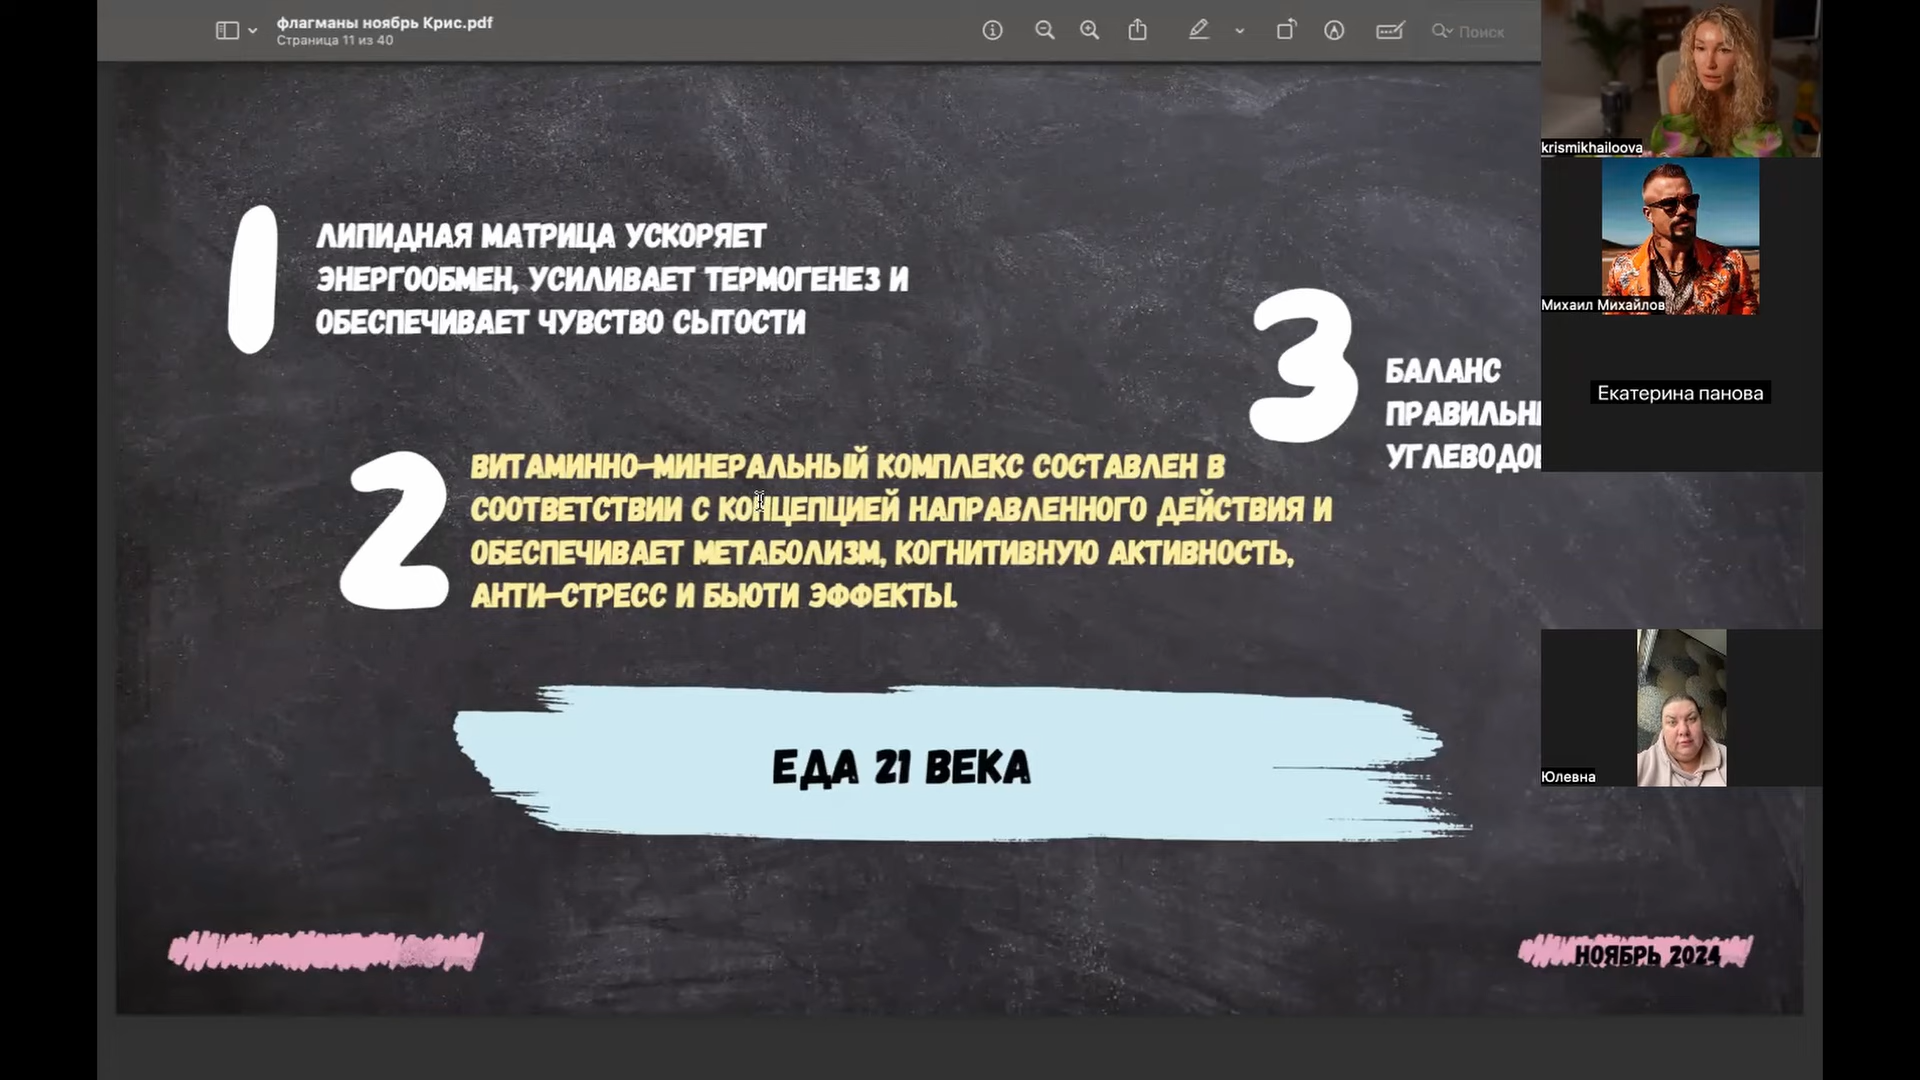 флагманы ноябрь Крис.pdf
Страница 11 из 40
Поиск
1
ЛИПИДНАЯ МАТРИЦА УСКОРЯЕТ
ЭНЕРГООБМЕН, УСИЛИВАЕТ ТЕРМОГЕНЕЗ И
ОБЕСПЕЧИВАЕТ ЧУВСТВО СЫТОСТИ
2
ВИТАМИННО-МИНЕРАЛЬНЫЙ КОМПЛЕКС СОСТАВЛЕН В
СООТВЕТСТВИИ С КОНЦЕПЦИЕЙ НАПРАВЛЕННОГО ДЕЙСТВИЯ И
ОБЕСПЕЧИВАЕТ МЕТАБОЛИЗМ, КОГНИТИВНУЮ АКТИВНОСТЬ,
АНТИ-СТРЕСС И БЬЮТИ ЭФФЕКТЫ.
3
БАЛАНС
ЕДА 21 ВЕКА
НОЯБРЬ 2024
krismikhailoova
Михаил Михайлов
Екатерина панова
Юлевна